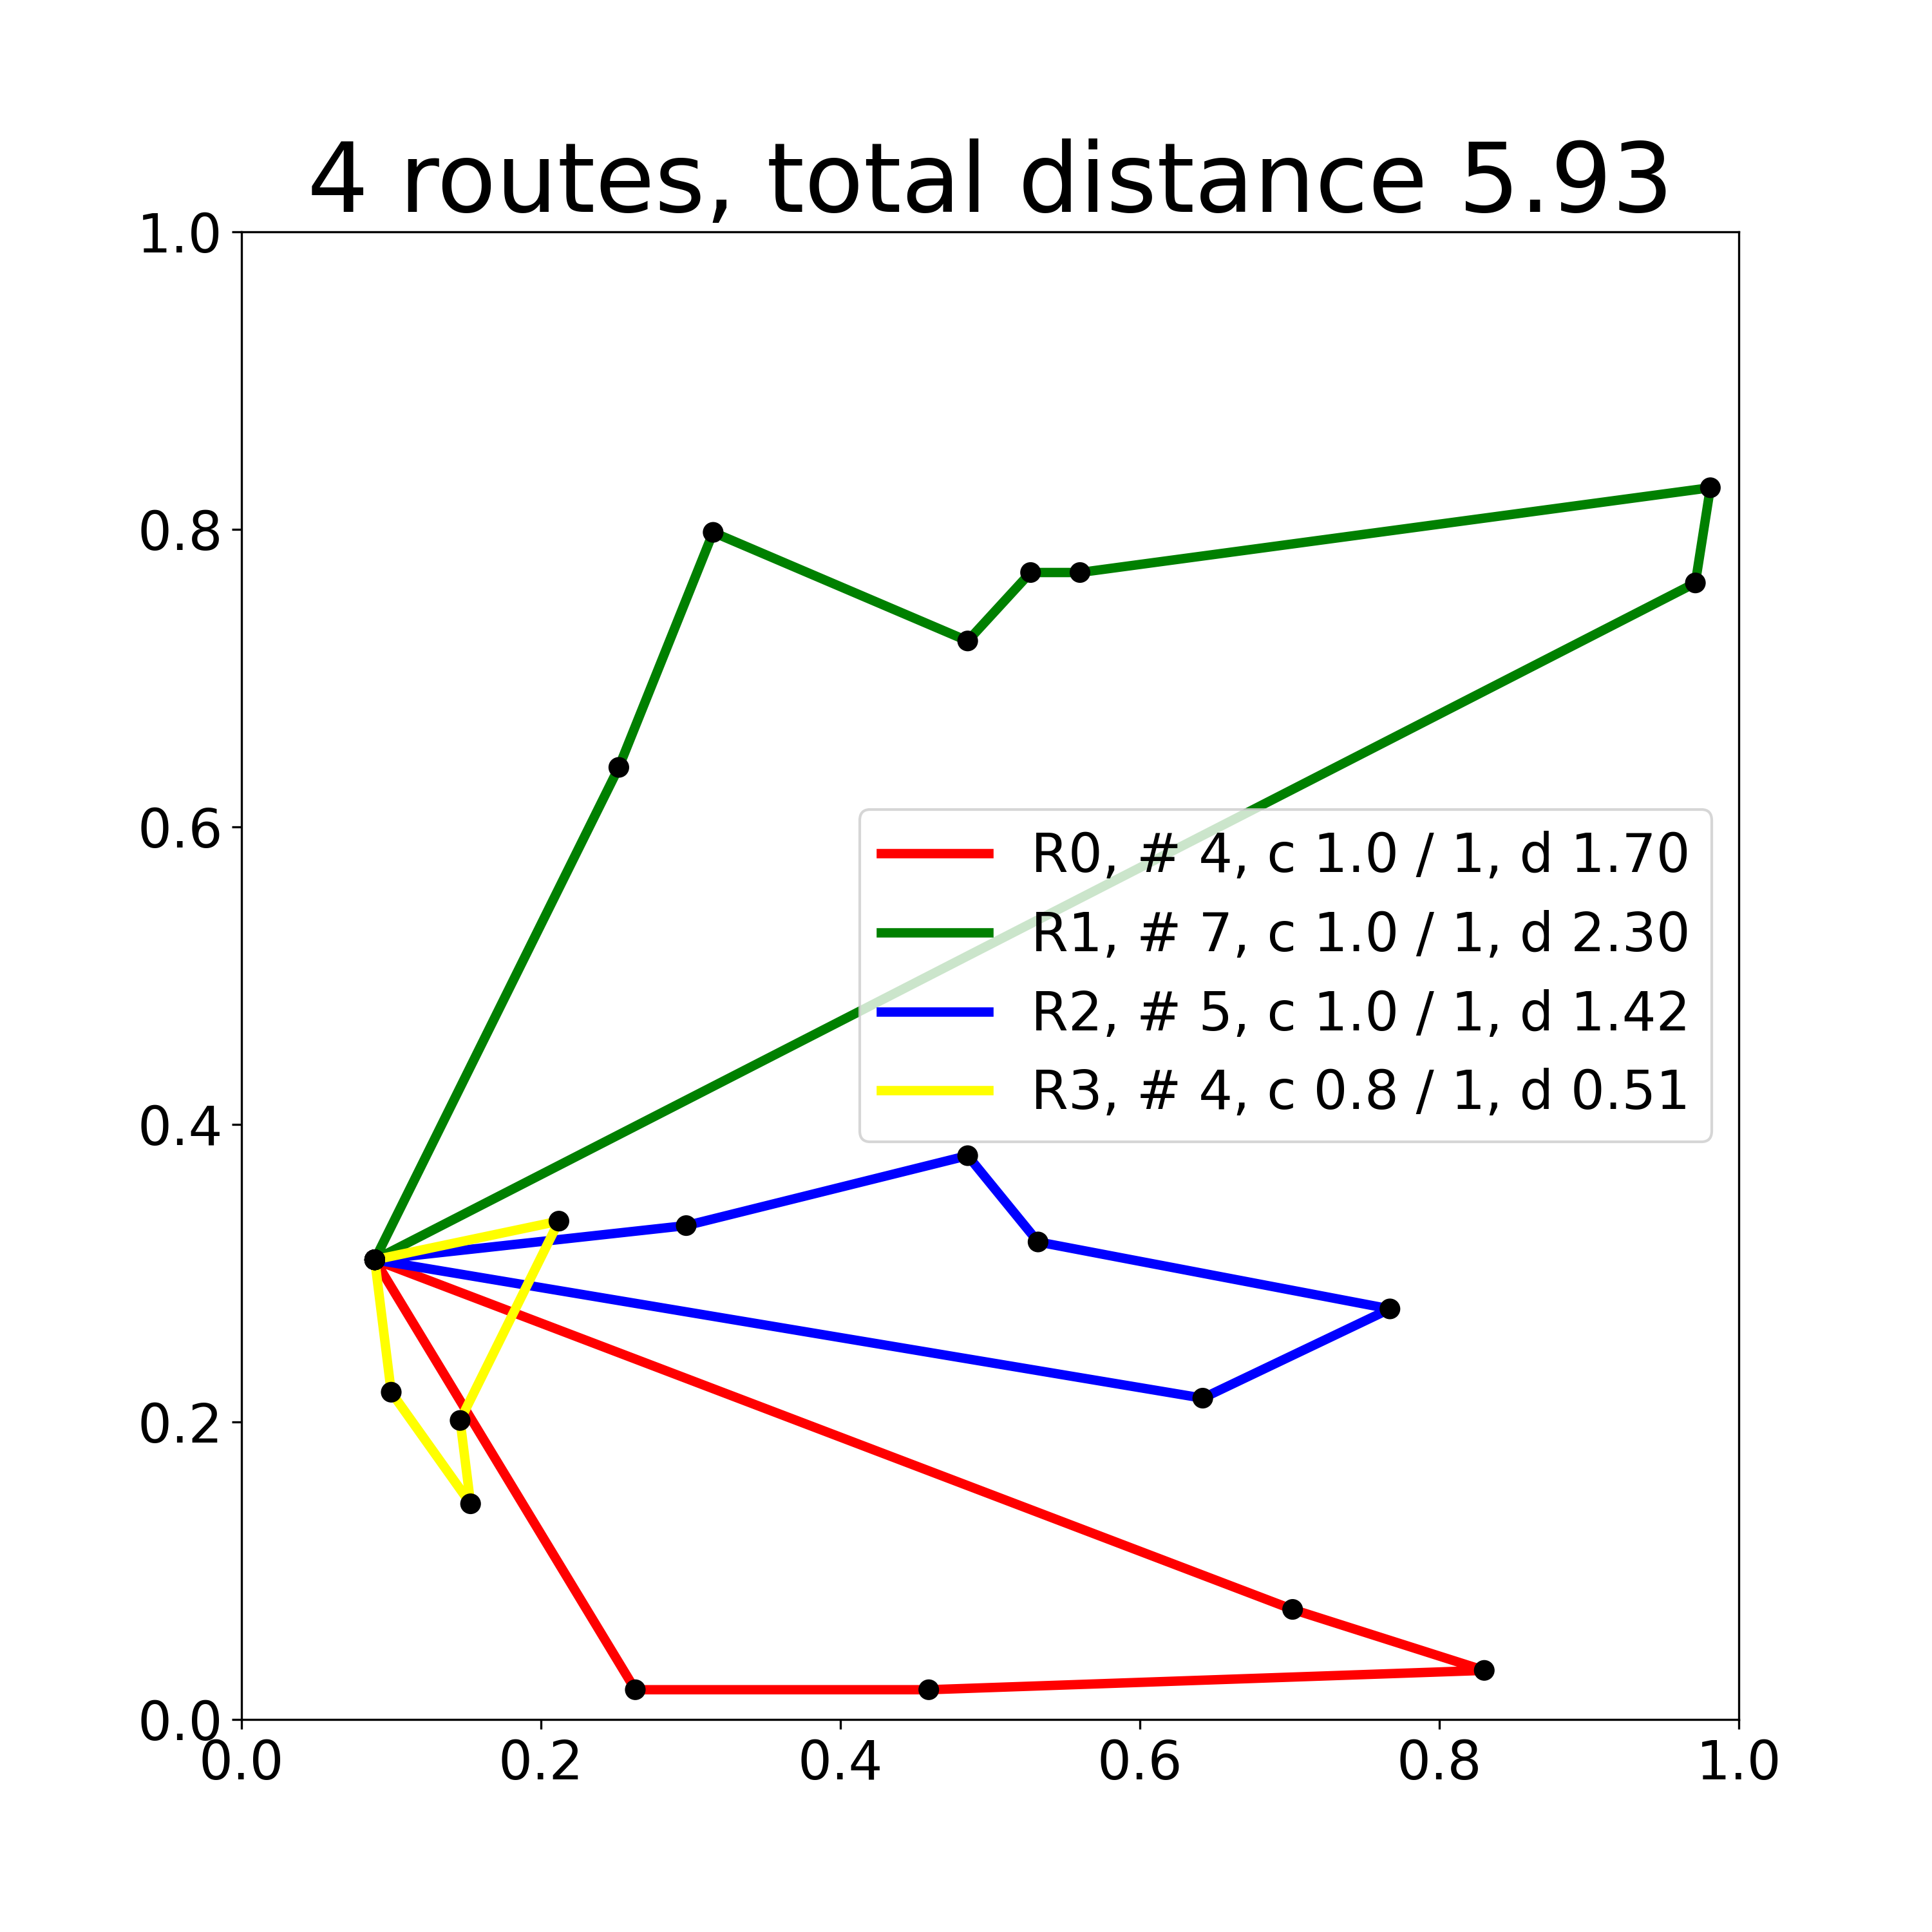 4 routes, total distance 5.93
1.0
0.8
0.6
R0, # 4, c 1.0 / 1, d 1.70
R1, # 7, c 1.0 / 1, d 2.30
R2, # 5, c 1.0 / 1, d 1.42
R3, # 4, c 0.8 / 1, d 0.51
0.4
0.2
0.0
0.0 0.2 0.4 0.6 0.8 1.0